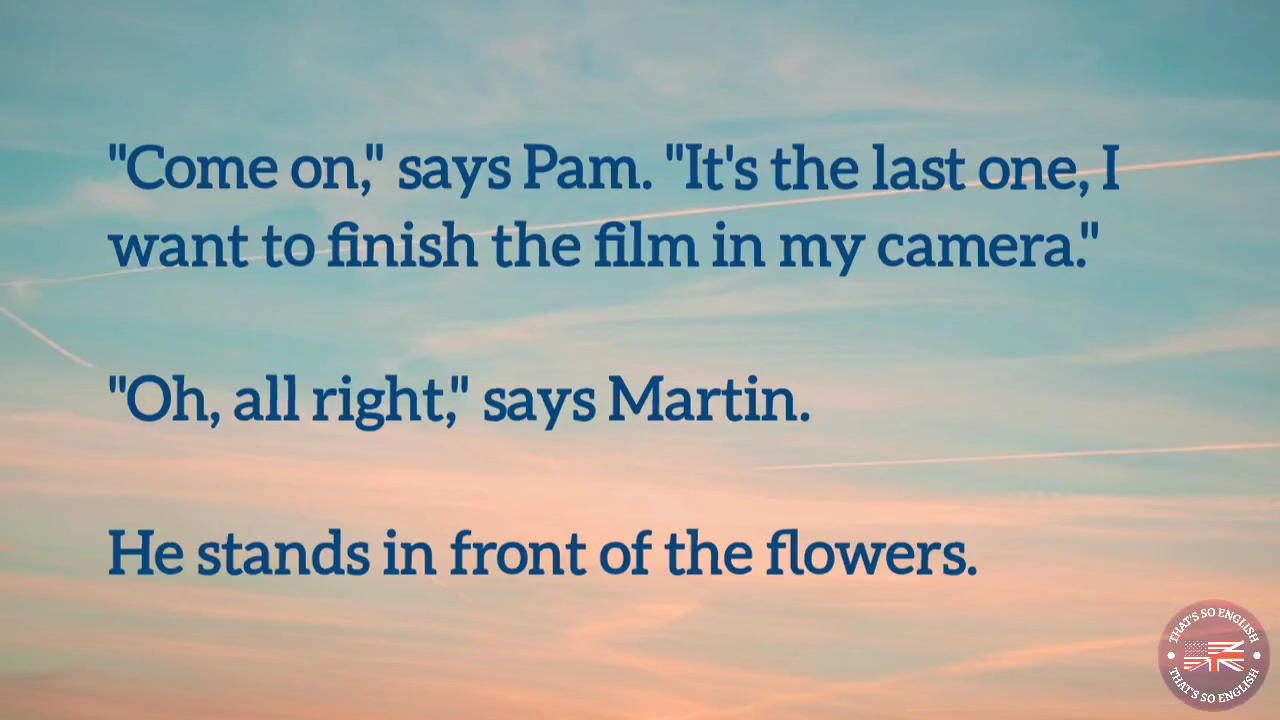 "Come on," says Pam. "It's the last one, I
want to finish the film in my camera."
"Oh, all right," says Martin.
He stands in front of the flowers.
THAT'S SO ENGLISH
THAT'S SO ENGLISH